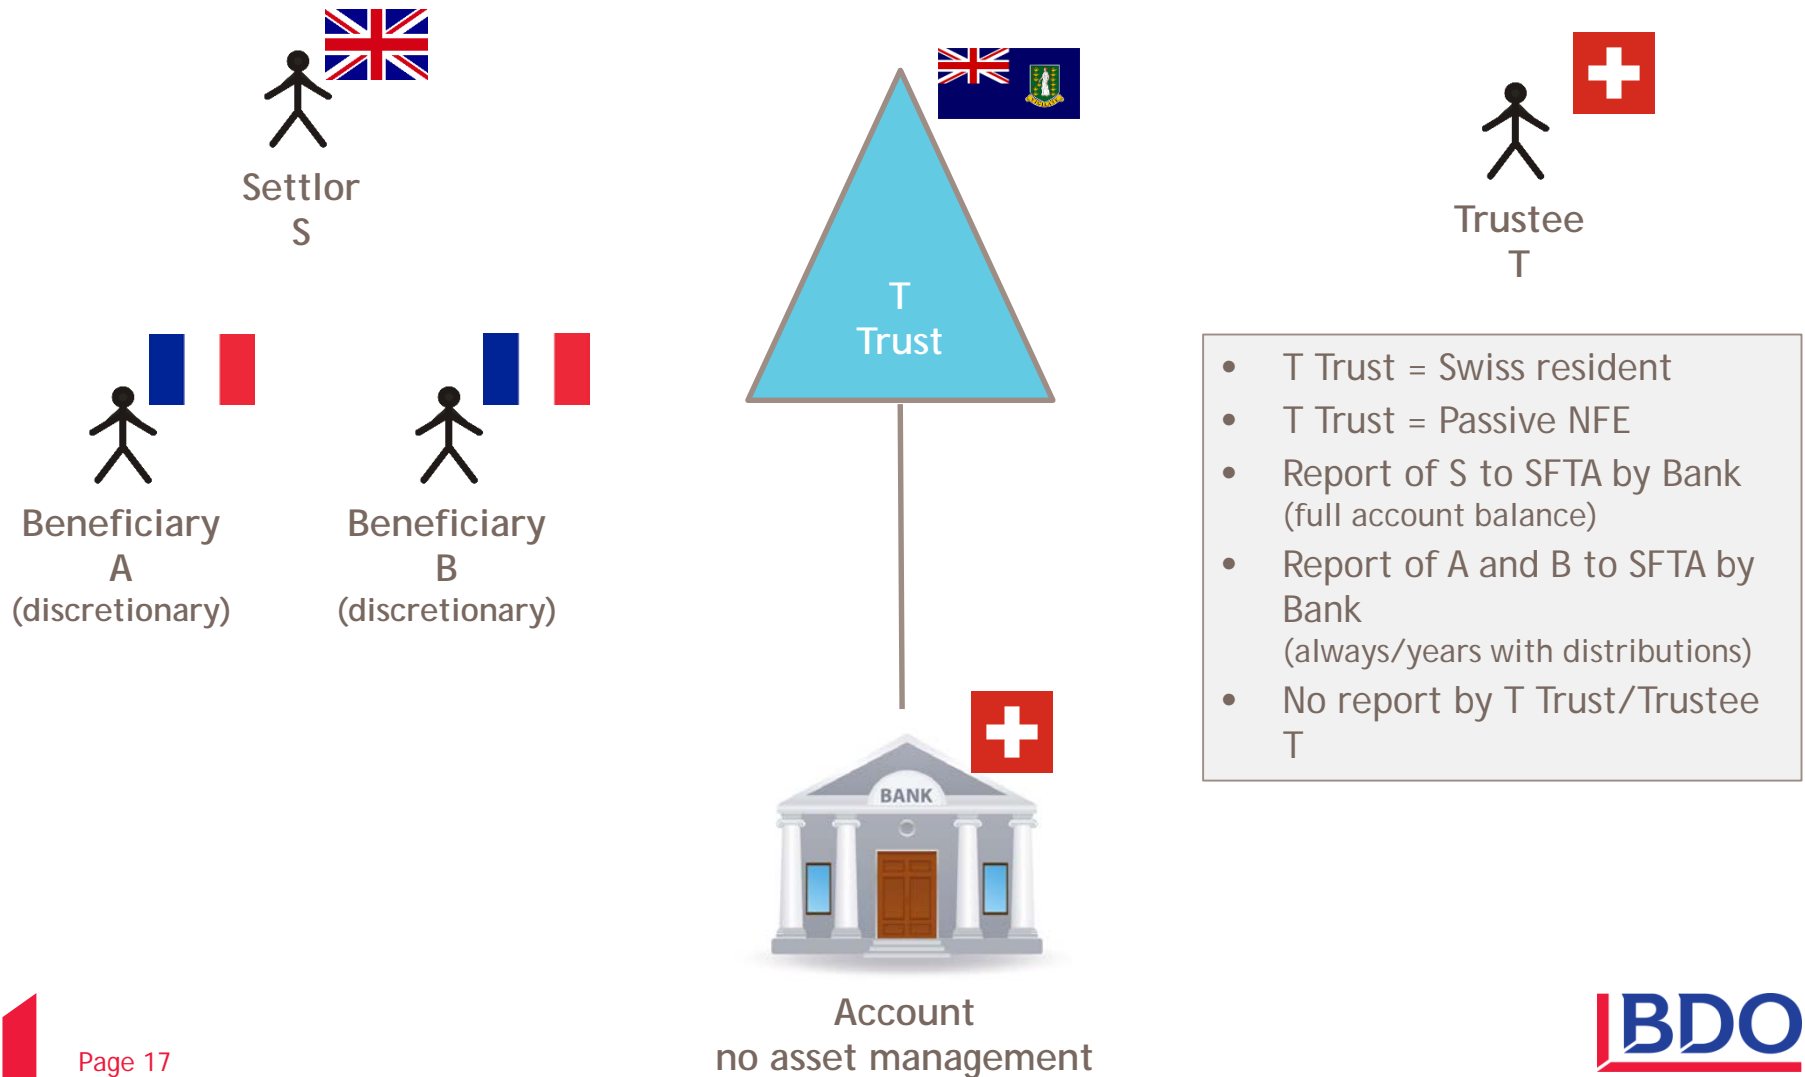 Settlor
S
Beneficiary
A
(discretionary)
Beneficiary
B
(discretionary)
T
Trust
Trustee
T
• T Trust = Swiss resident
• T Trust = Passive NFE
• Report of S to SFTA by Bank
(full account balance)
• Report of A and B to SFTA by
Bank
(always/years with distributions)
• No report by T Trust/Trustee
T
BANK
Account
no asset management
Page 17
BDO